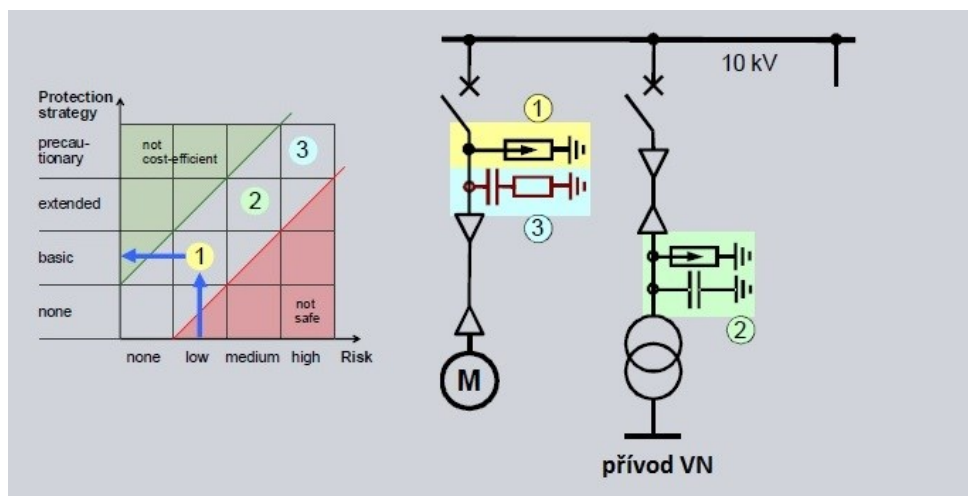 Protection
strategy
precau-
tionary
extended
basic
none
not
cost-efficient
3
2
1
not
safe
none low medium high Risk
10 kV
1
3
2
M
přívod VN